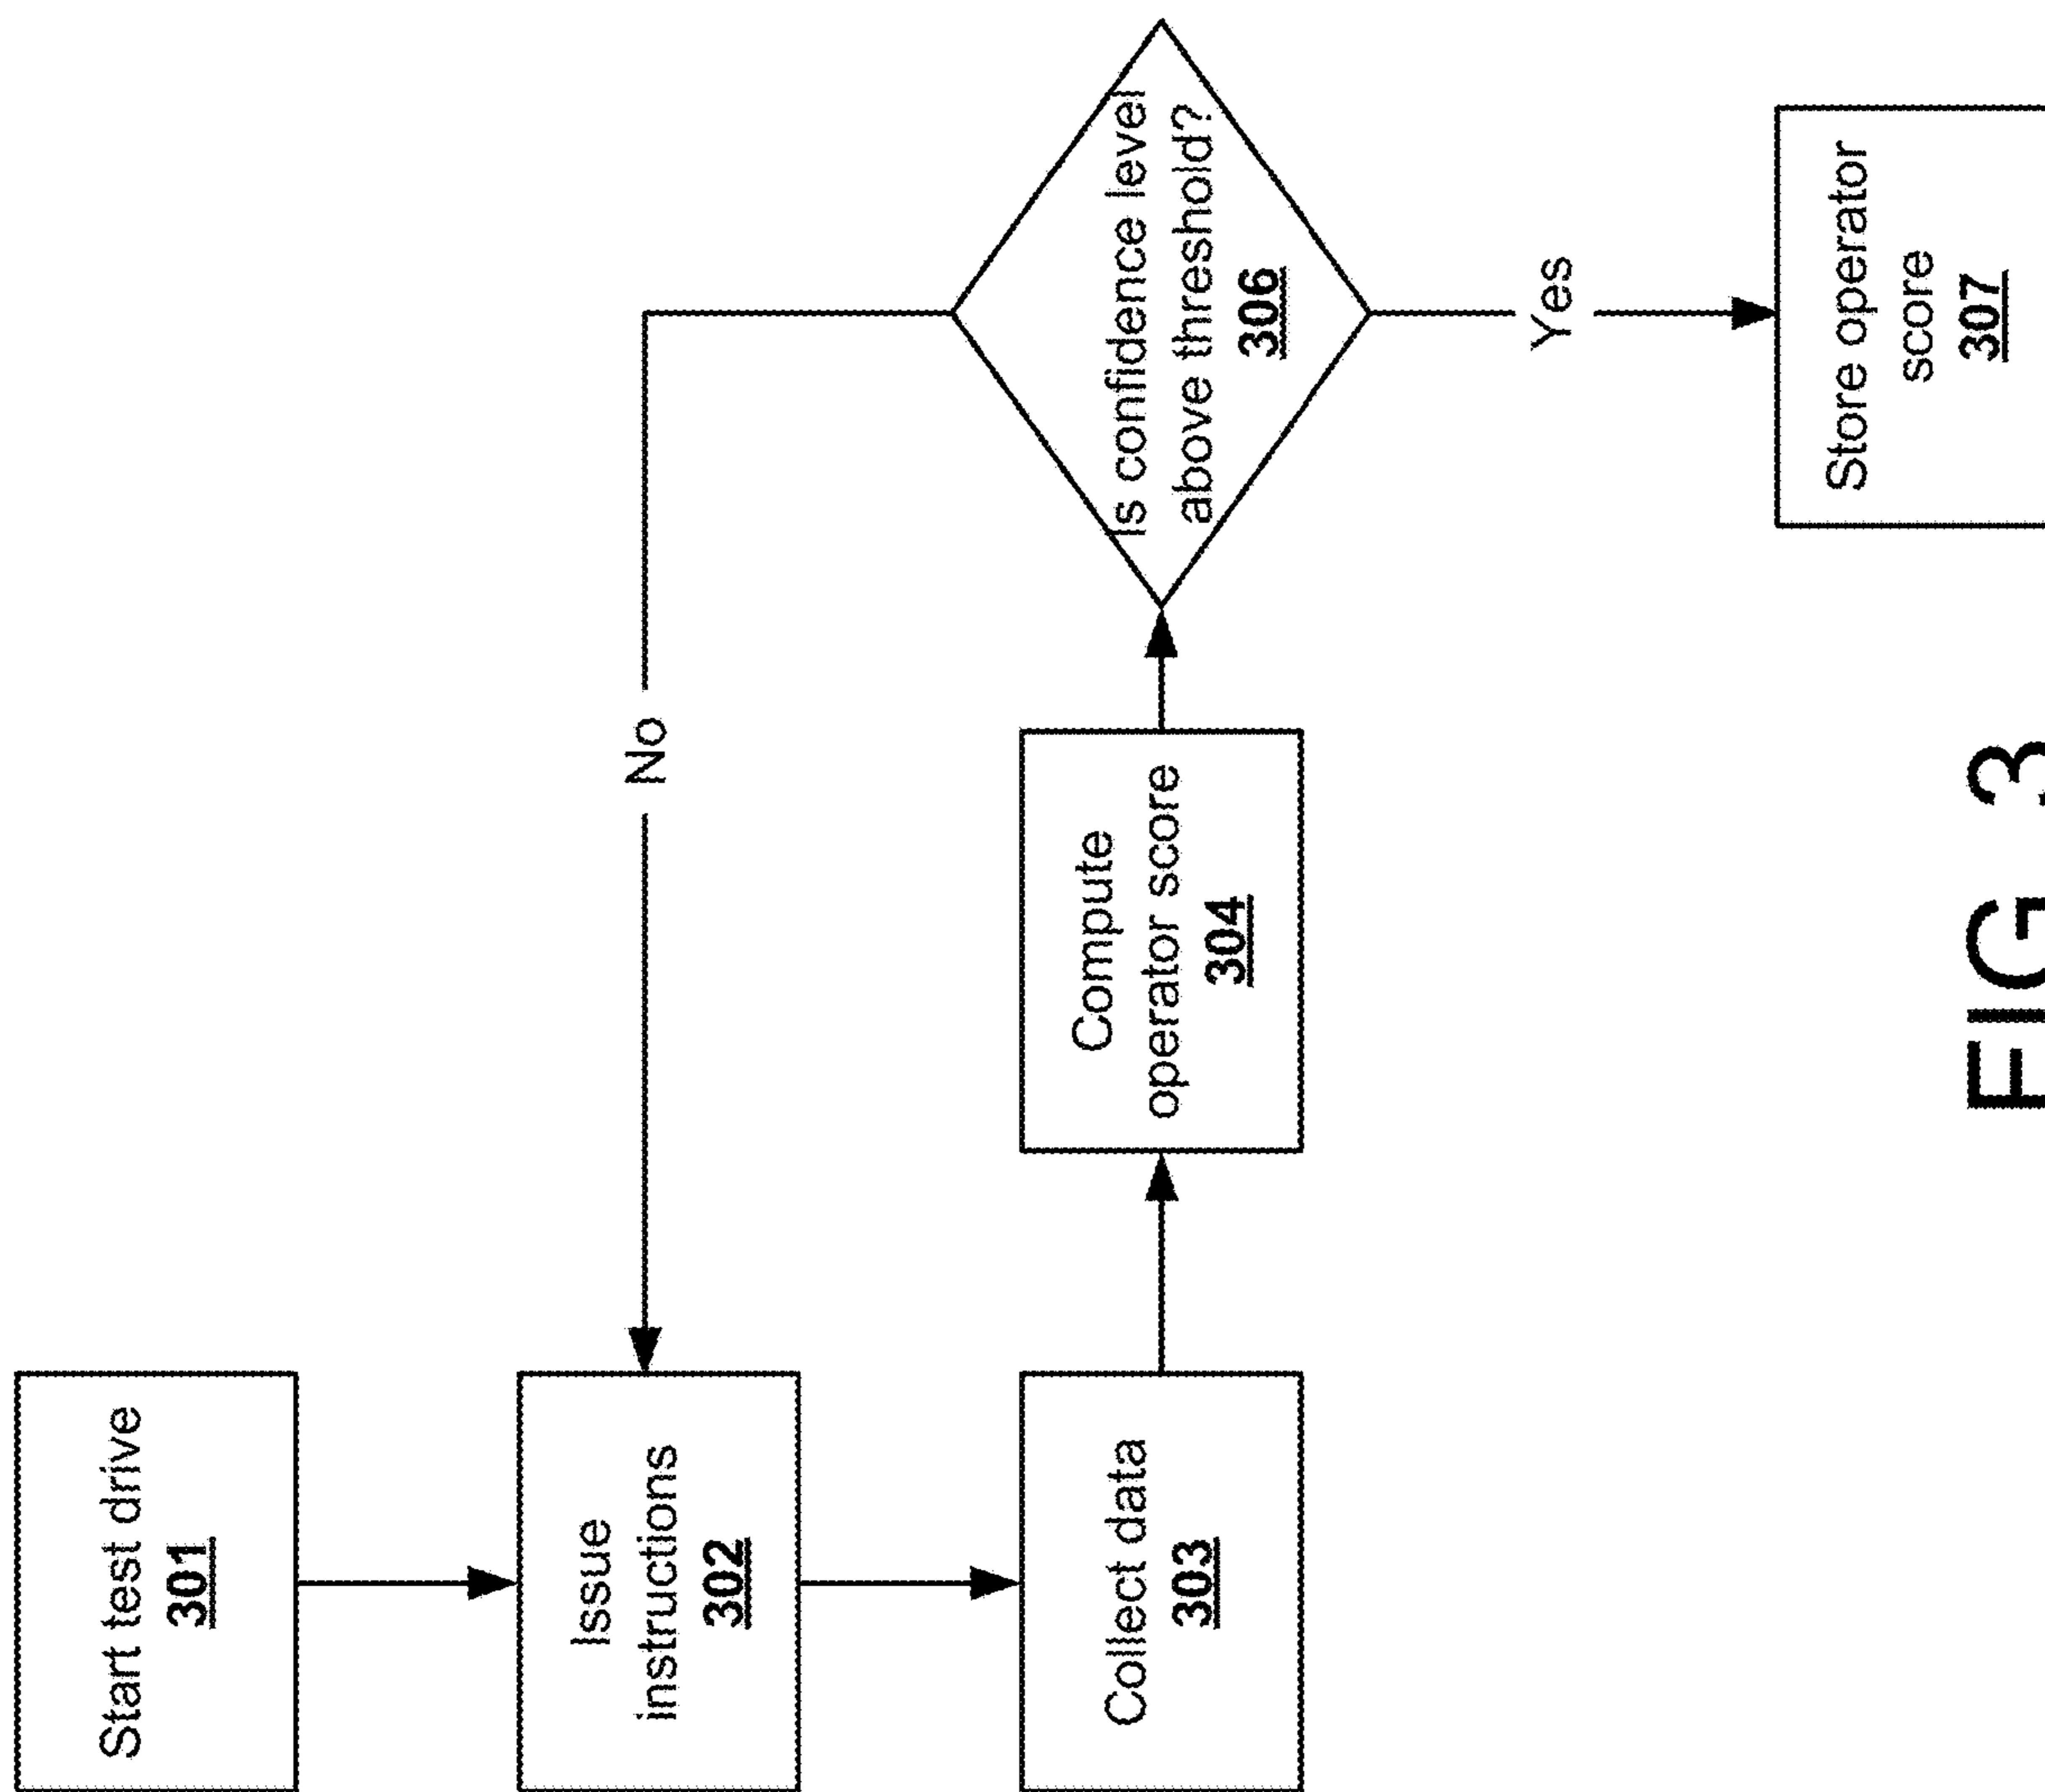 Start test drive
301
Issue
instructions
302
Collect data
303
Compute
operator score
304
Is confidence level
above threshold?
306
No
Yes
Store operator
score
307
FIG 3